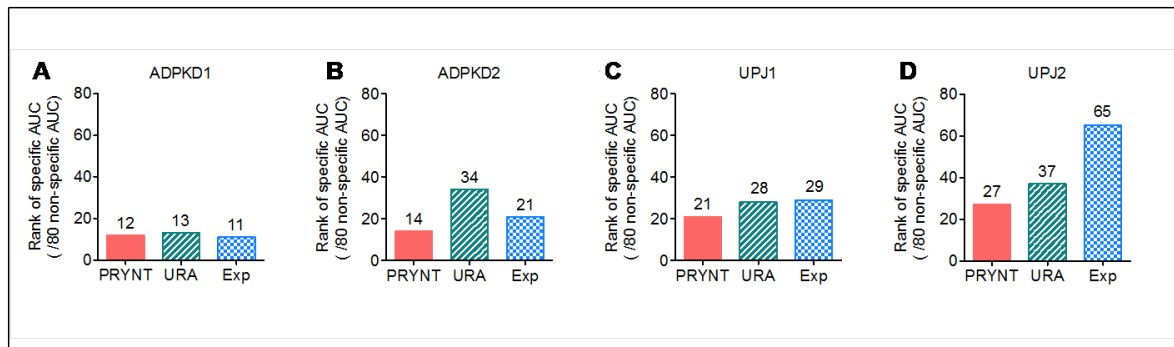 A ADPKD1
Rank of specific AUC
( /80 non-specific AUC)
80
60
40
20
0
12 13 11
PRYNT URA Exp
B ADPKD2
Rank of specific AUC
( /80 non-specific AUC)
80
60
40
20
0
14 34 21
PRYNT URA Exp
C UPJ1
Rank of specific AUC
( /80 non-specific AUC)
80
60
40
20
0
21 28 29
PRYNT URA Exp
D UPJ2
Rank of specific AUC
( /80 non-specific AUC)
80
60
40
20
0
27 37 65
PRYNT URA Exp